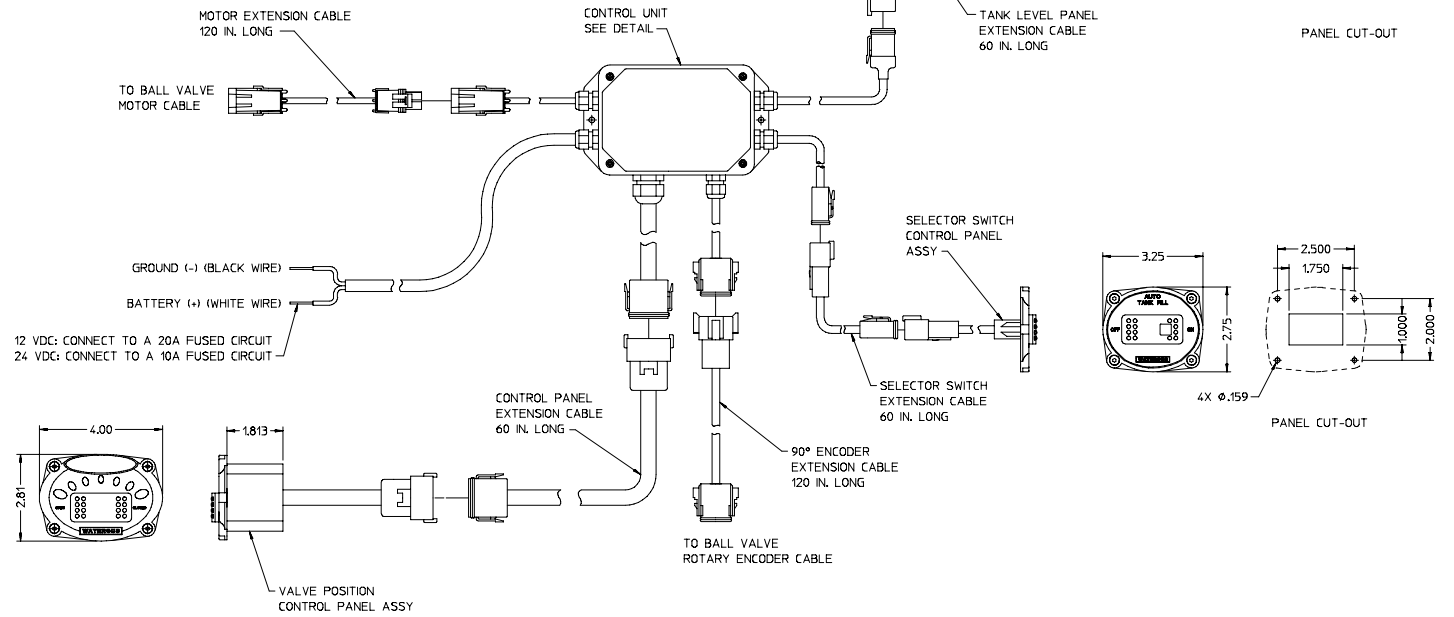 MOTOR EXTENSION CABLE
120 IN. LONG
CONTROL UNIT
SEE DETAIL
TANK LEVEL PANEL
EXTENSION CABLE
60 IN. LONG
PANEL CUT-OUT
TO BALL VALVE
MOTOR CABLE
SELECTOR SWITCH
CONTROL PANEL
ASSY
GROUND (-) (BLACK WIRE)
BATTERY (+) (WHITE WIRE)
12 VDC: CONNECT TO A 20A FUSED CIRCUIT
24 VDC: CONNECT TO A 10A FUSED CIRCUIT
3.25
AUTO
TANK FILL
OFF
ON
WATEROUS
2.75
2.500
1.750
1.000
2.000
4X Ø.159
PANEL CUT-OUT
SELECTOR SWITCH
EXTENSION CABLE
60 IN. LONG
CONTROL PANEL
EXTENSION CABLE
60 IN. LONG
90° ENCODER
EXTENSION CABLE
120 IN. LONG
4.00
2.81
OPEN
CLOSED
WATEROUS
1.813
TO BALL VALVE
ROTARY ENCODER CABLE
VALVE POSITION
CONTROL PANEL ASSY